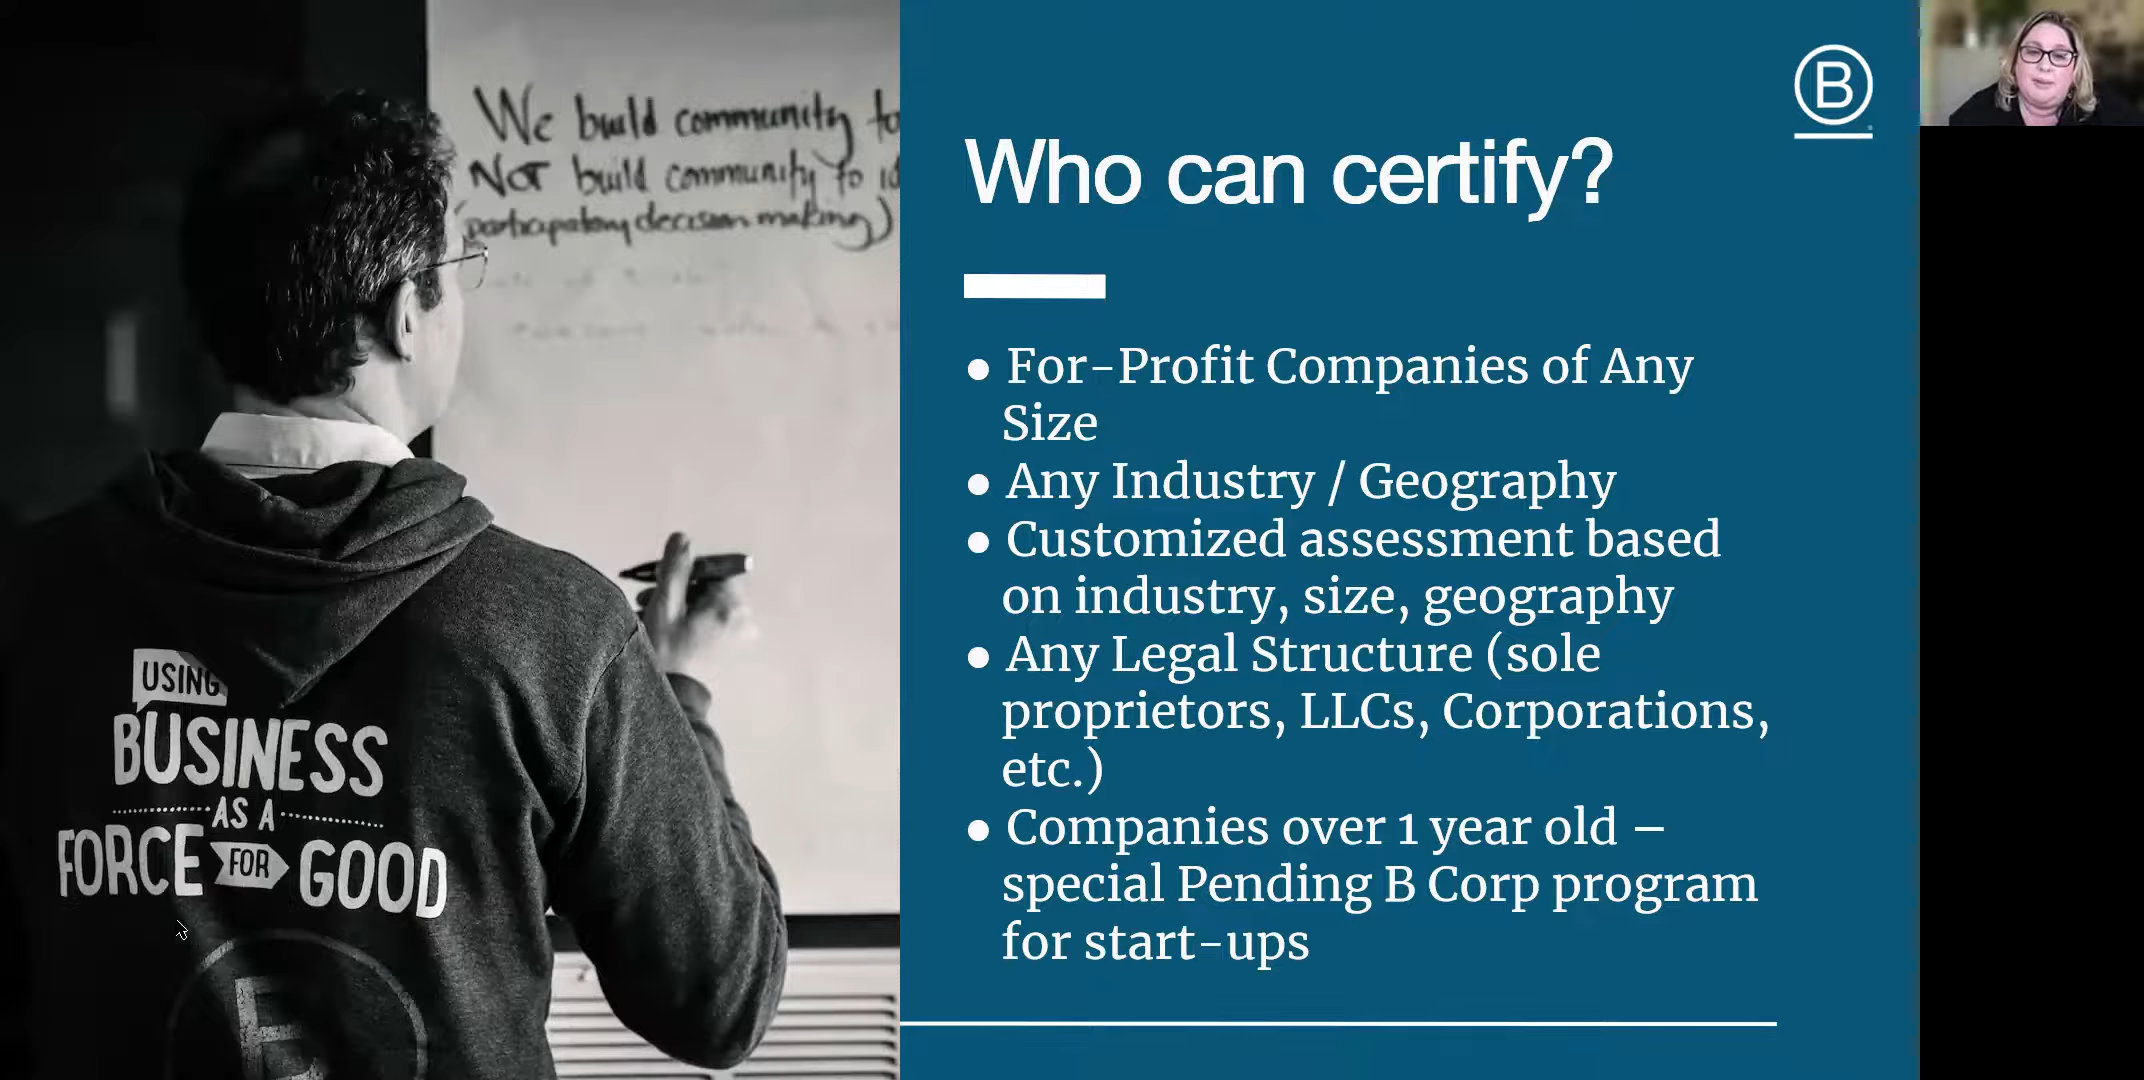 We build community to
Not build community to
(participatory decision making)
USING
BUSINESS
AS A
FORCE FOR GOOD
B
B
Who can certify?
● For-Profit Companies of Any
Size
● Any Industry / Geography
● Customized assessment based
on industry, size, geography
● Any Legal Structure (sole
proprietors, LLCs, Corporations,
etc.)
● Companies over 1 year old –
special Pending B Corp program
for start-ups